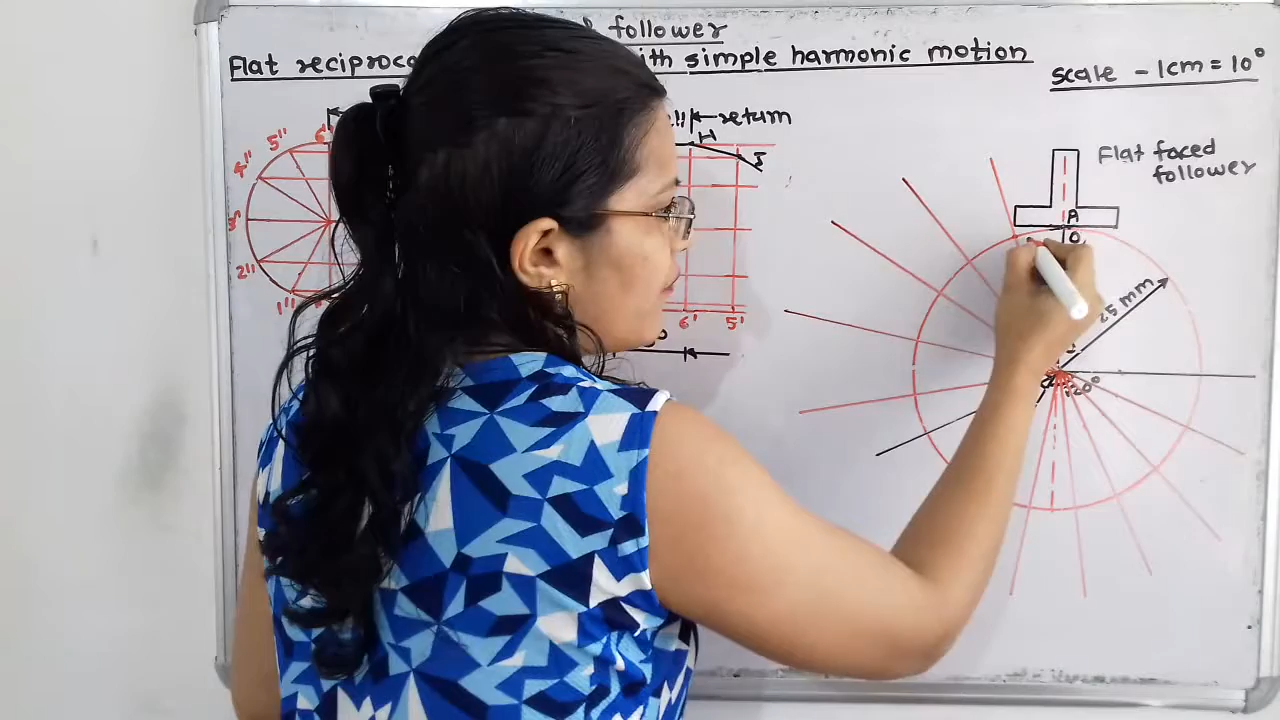 follower
Flat ith simple harmonic motion
scale - 1cm = 10°
return
H
I
Flat faced
follower
A
O
6"
5"
4"
3"
2"
1"
6' 5'
25 mm
120°